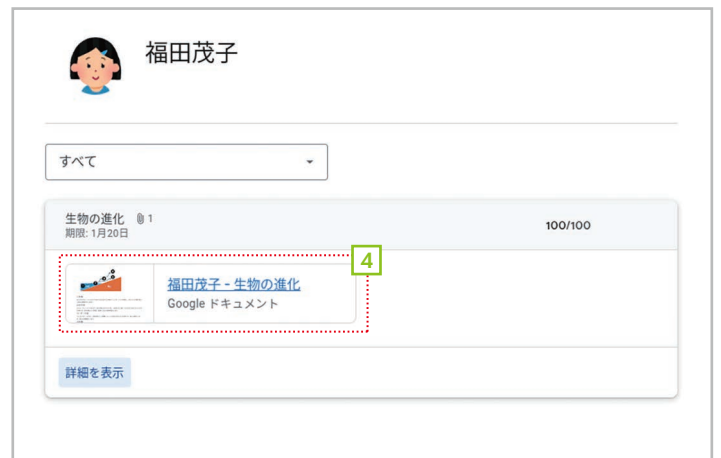 福田茂子
すべて
生物の進化 1
期限: 1月20日
100/100
4
福田茂子 - 生物の進化
Google ドキュメント
詳細を表示